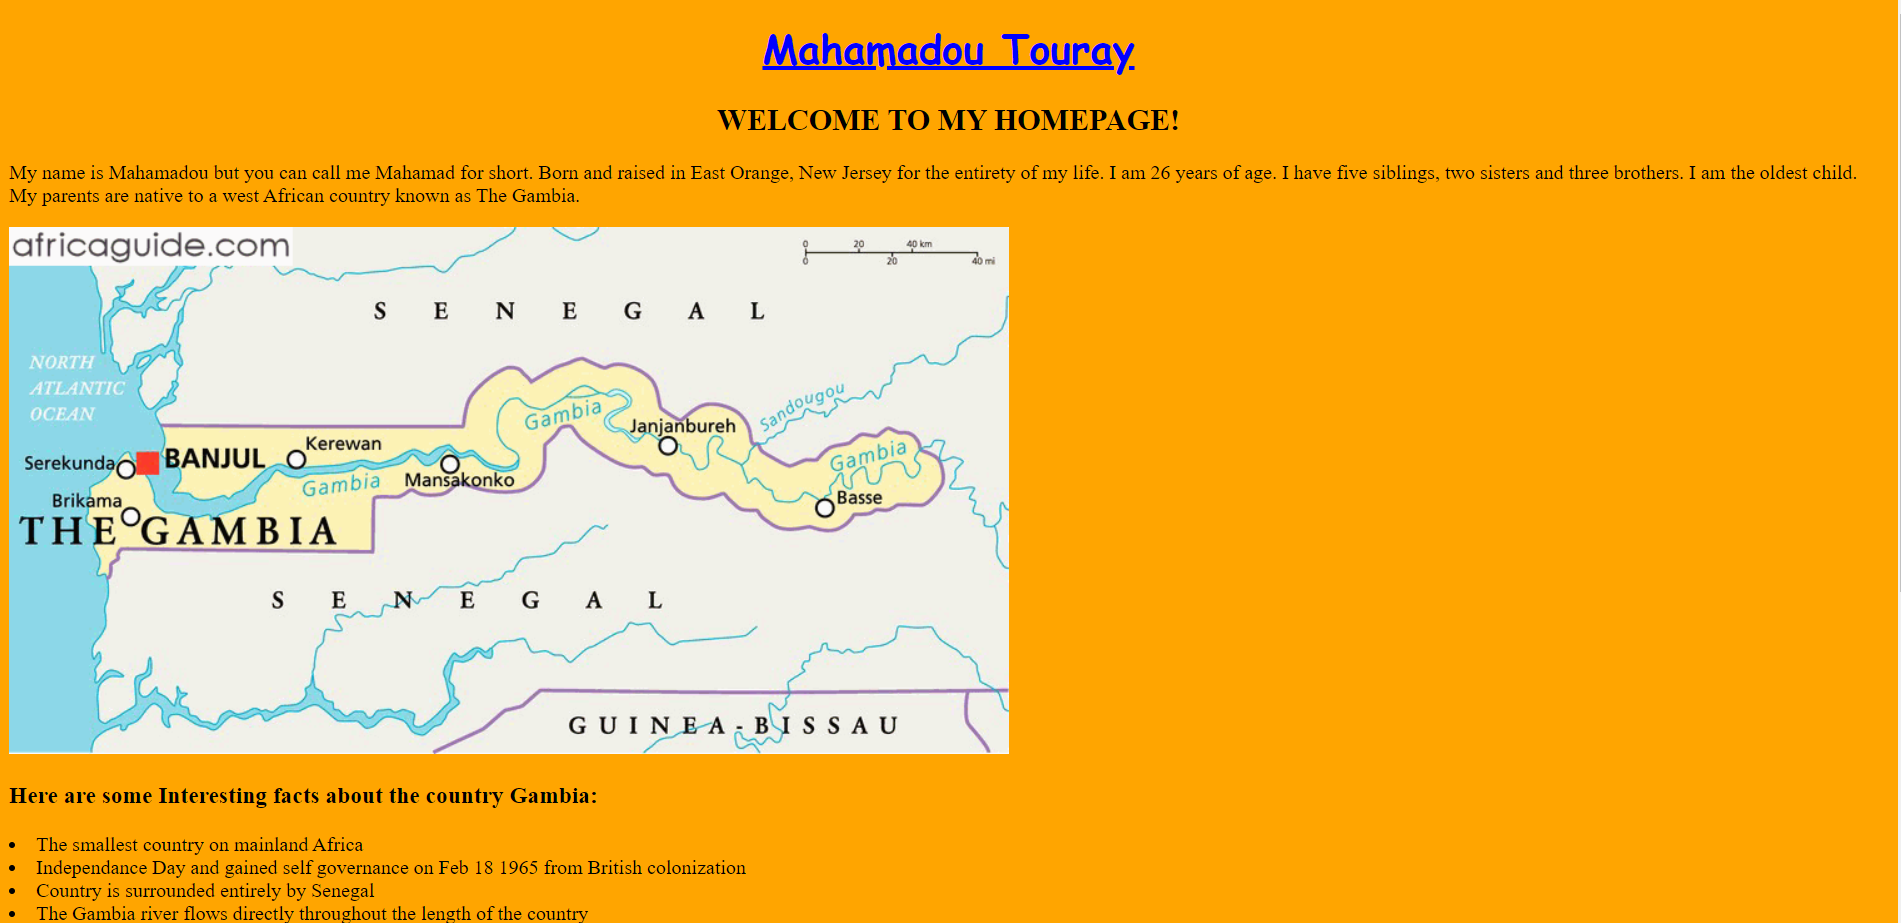 Mahamadou Touray
WELCOME TO MY HOMEPAGE!
My name is Mahamadou but you can call me Mahamad for short. Born and raised in East Orange, New Jersey for the entirety of my life. I am 26 years of age. I have five siblings, two sisters and three brothers. I am the oldest child.
My parents are native to a west African country known as The Gambia.
africaguide.com
0 20 40 km
0 20 40 mi
S E N E G A L
NORTH
ATLANTIC
OCEAN
Gambia
Sandougou
Janjanbureh
Kerewan
BANJUL
Serekunda
Gambia
Gambia
Mansakonko
Brikama
Basse
THE GAMBIA
S E N E G A L
GUINEA-BISSAU
Here are some Interesting facts about the country Gambia:
• The smallest country on mainland Africa
• Independance Day and gained self governance on Feb 18 1965 from British colonization
• Country is surrounded entirely by Senegal
• The Gambia river flows directly throughout the length of the country